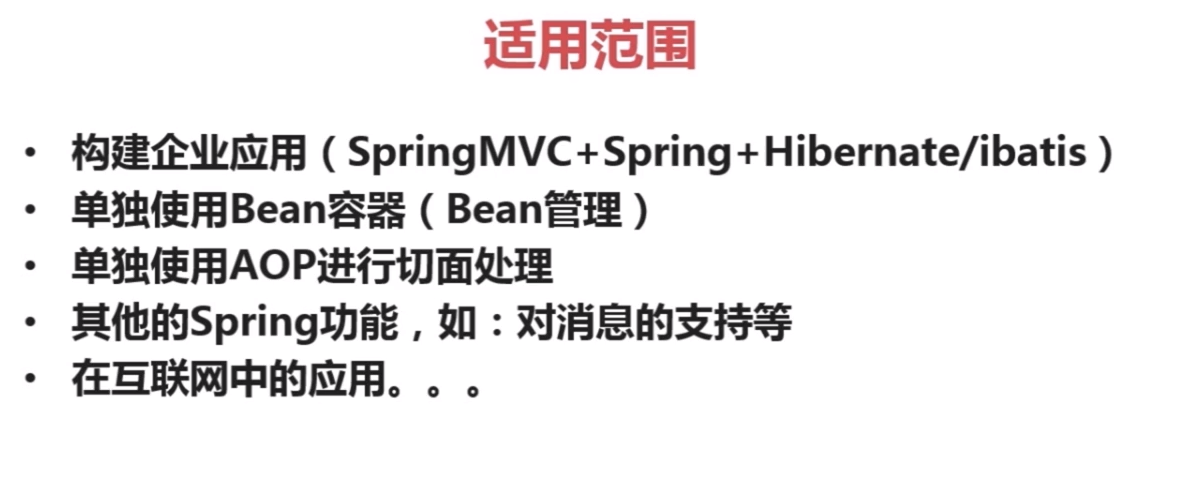 适用范围
• 构建企业应用（SpringMVC+Spring+Hibernate/ibatis）
• 单独使用Bean容器（Bean管理）
• 单独使用AOP进行切面处理
• 其他的Spring功能，如：对消息的支持等
• 在互联网中的应用。。。